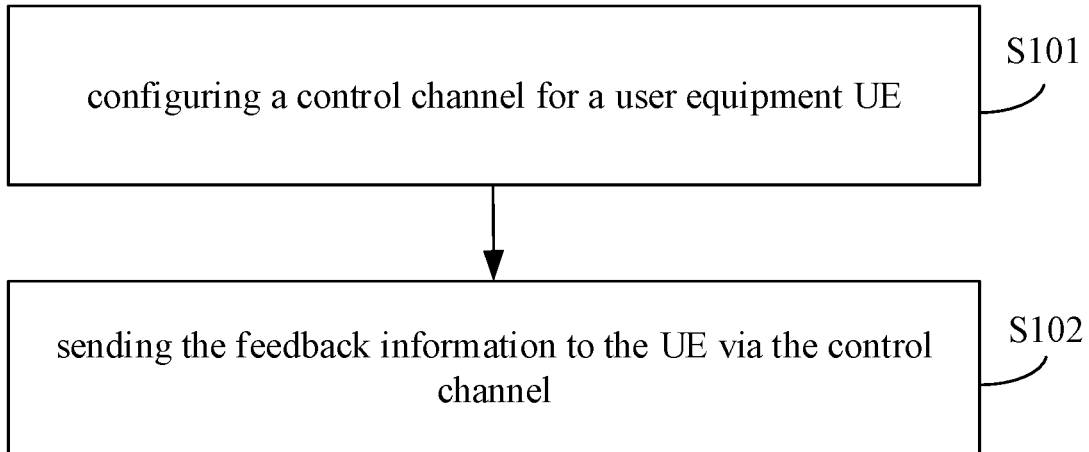 S101
configuring a control channel for a user equipment UE
S102
sending the feedback information to the UE via the control
channel